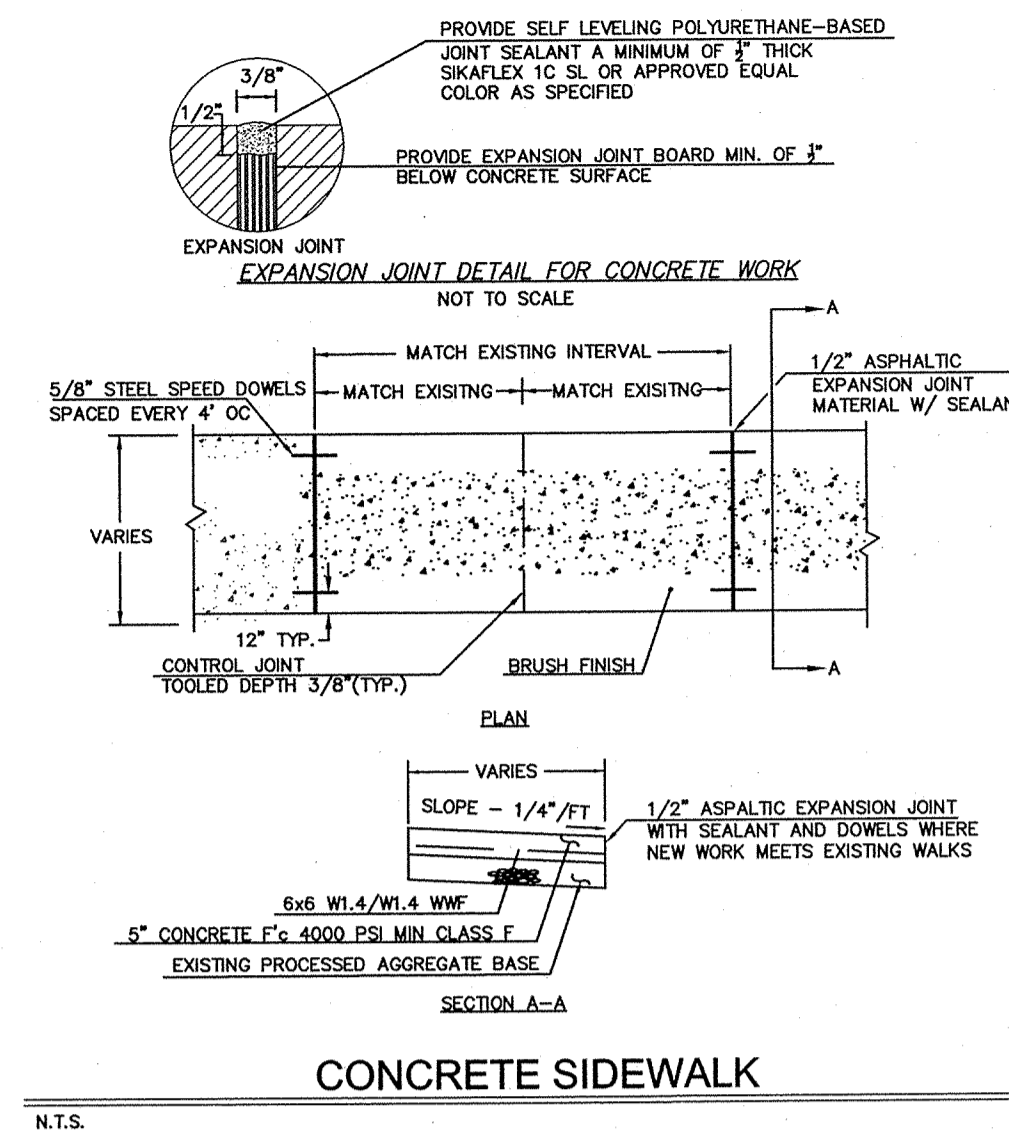 PROVIDE SELF LEVELING POLYURETHANE-BASED
JOINT SEALANT A MINIMUM OF ½" THICK
SIKAFLEX 1C SL OR APPROVED EQUAL
COLOR AS SPECIFIED
3/8"
1/2"
PROVIDE EXPANSION JOINT BOARD MIN. OF ½"
BELOW CONCRETE SURFACE
EXPANSION JOINT
EXPANSION JOINT DETAIL FOR CONCRETE WORK
NOT TO SCALE
A
MATCH EXISTING INTERVAL
1/2" ASPHALTIC
EXPANSION JOINT
MATERIAL W/ SEALAN
5/8" STEEL SPEED DOWELS
SPACED EVERY 4' OC
MATCH EXISITNG
MATCH EXISITNG
VARIES
12" TYP.
CONTROL JOINT
TOOLED DEPTH 3/8"(TYP.)
BRUSH FINISH
A
PLAN
VARIES
SLOPE - 1/4"/FT
1/2" ASPALTIC EXPANSION JOINT
WITH SEALANT AND DOWELS WHERE
NEW WORK MEETS EXISTING WALKS
6x6 W1.4/W1.4 WWF
5" CONCRETE F'c 4000 PSI MIN CLASS F
EXISTING PROCESSED AGGREGATE BASE
SECTION A-A
CONCRETE SIDEWALK
N.T.S.